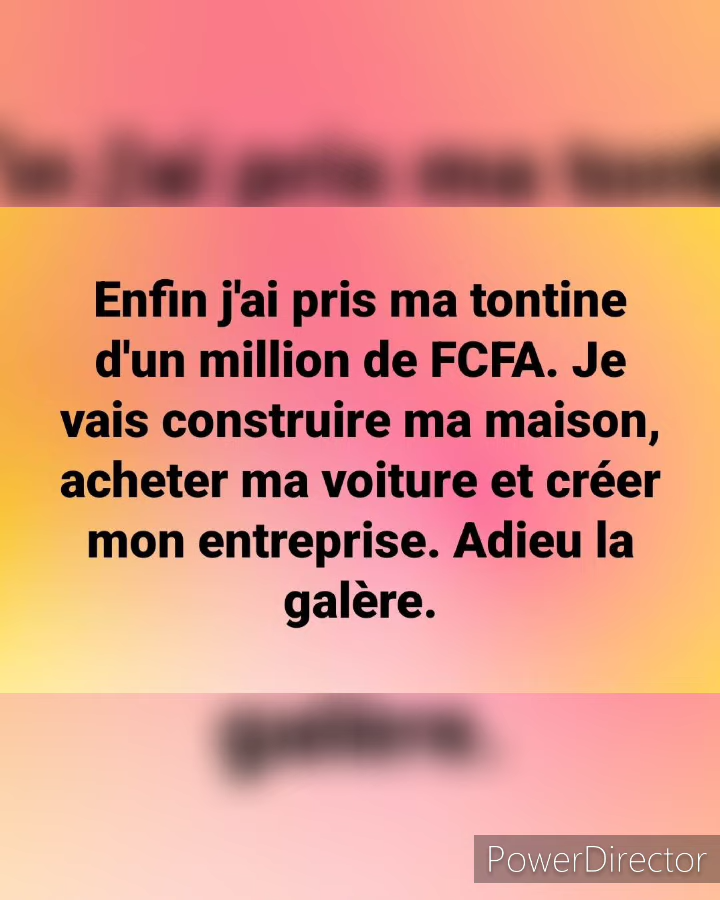 Enfin j'ai pris ma tontine
d'un million de FCFA. Je
vais construire ma maison,
acheter ma voiture et créer
mon entreprise. Adieu la
galère.
galère.
PowerDirector